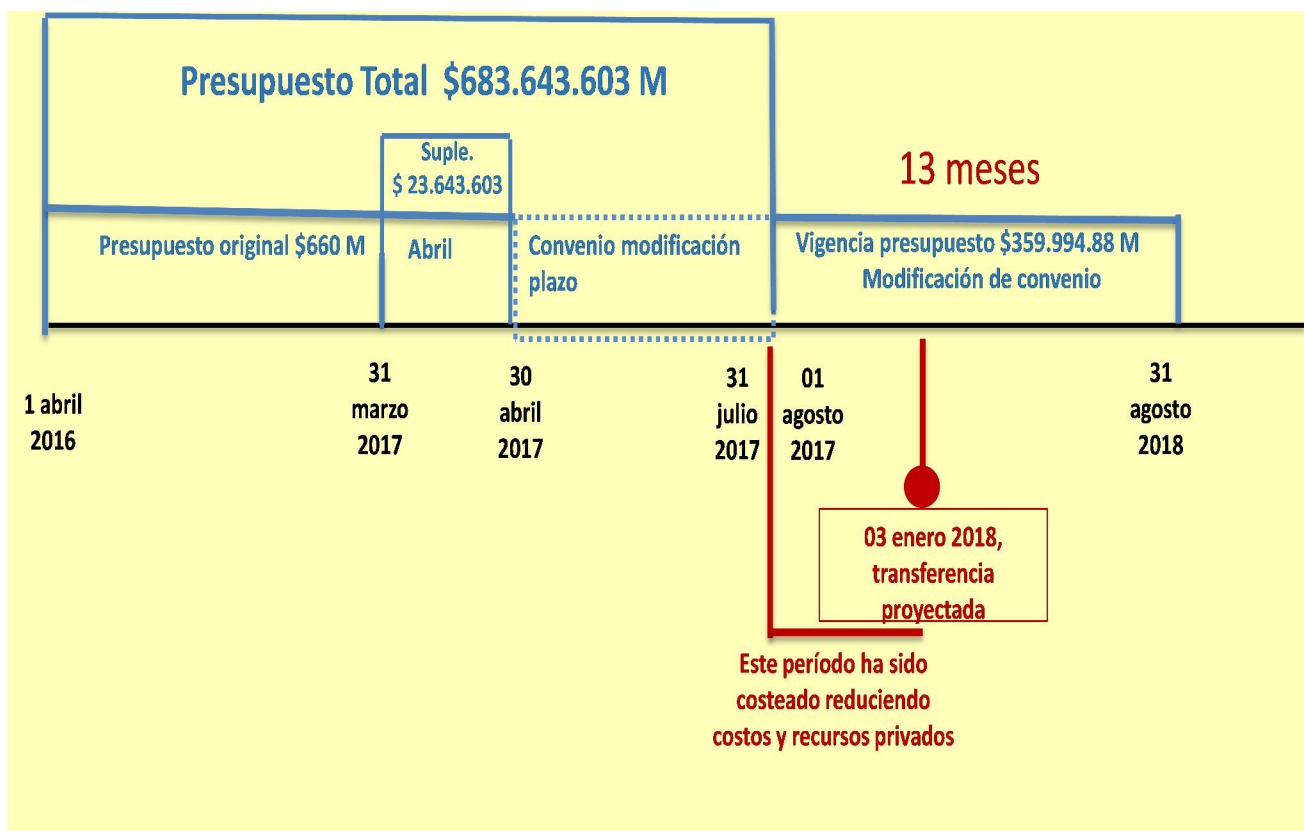 Presupuesto Total $683.643.603 M
Suple.
$ 23.643.603
13 meses
Presupuesto original $660 M
Abril
Convenio modificación
plazo
Vigencia presupuesto $359.994.88 M
Modificación de convenio
1 abril
2016
31
marzo
2017
30
abril
2017
31
julio
2017
01
agosto
2017
31
agosto
2018
03 enero 2018,
transferencia
proyectada
Este período ha sido
costeado reduciendo
costos y recursos privados